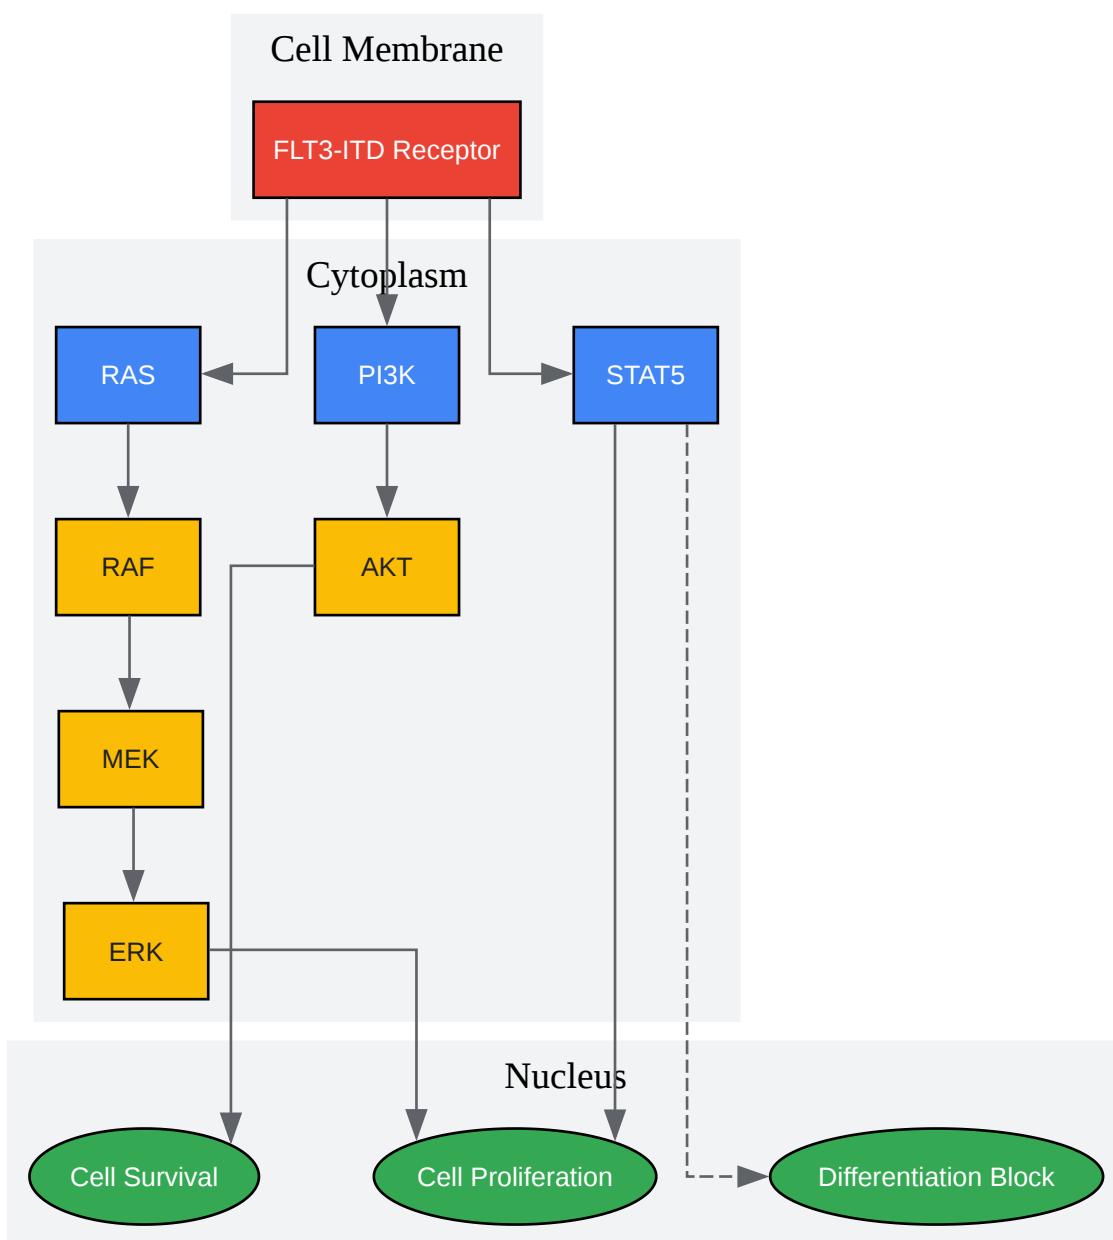 Cell Membrane
FLT3-ITD Receptor
Cytoplasm
RAS
PI3K
STAT5
RAF
AKT
MEK
ERK
Nucleus
Cell Survival
Cell Proliferation
Differentiation Block